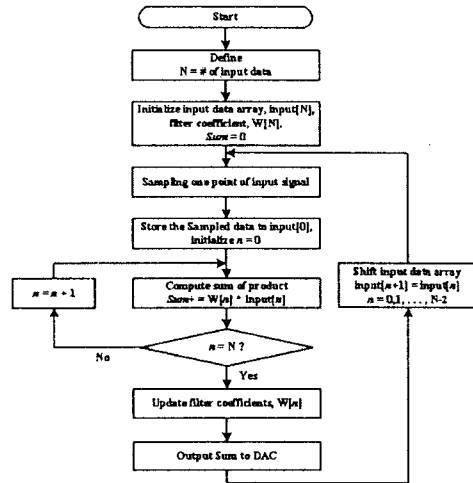 Start
Define
N = # of input data
Initialize input data array, input[N],
filter coefficient, W[N],
Sum = 0
Sampling one point of input signal
Store the Sampled data to input[0],
initialize n = 0
n = n + 1
Compute sum of product
Sum+ = W[n] * input[n]
Shift input data array
input[n+1] = input[n]
n = 0,1, . . . , N-2
n = N ?
No
Yes
Update filter coefficients, W[n]
Output Sum to DAC